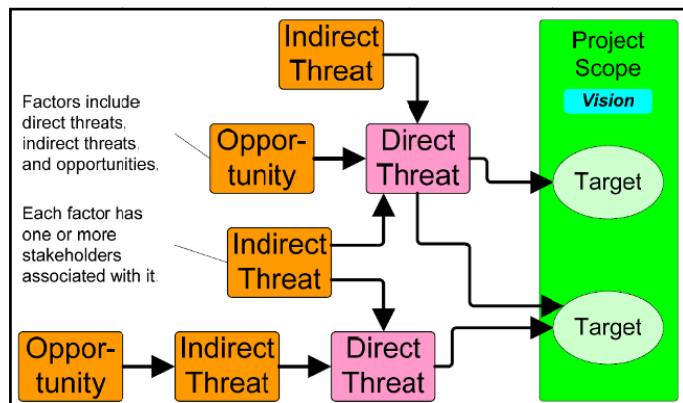 Indirect
Threat
Project
Scope
Vision
Factors include
direct threats,
indirect threats,
and opportunities.
Oppor-
tunity
Direct
Threat
Target
Each factor has
one or more
stakeholders
associated with it.
Indirect
Threat
Target
Oppor-
tunity
Indirect
Threat
Direct
Threat